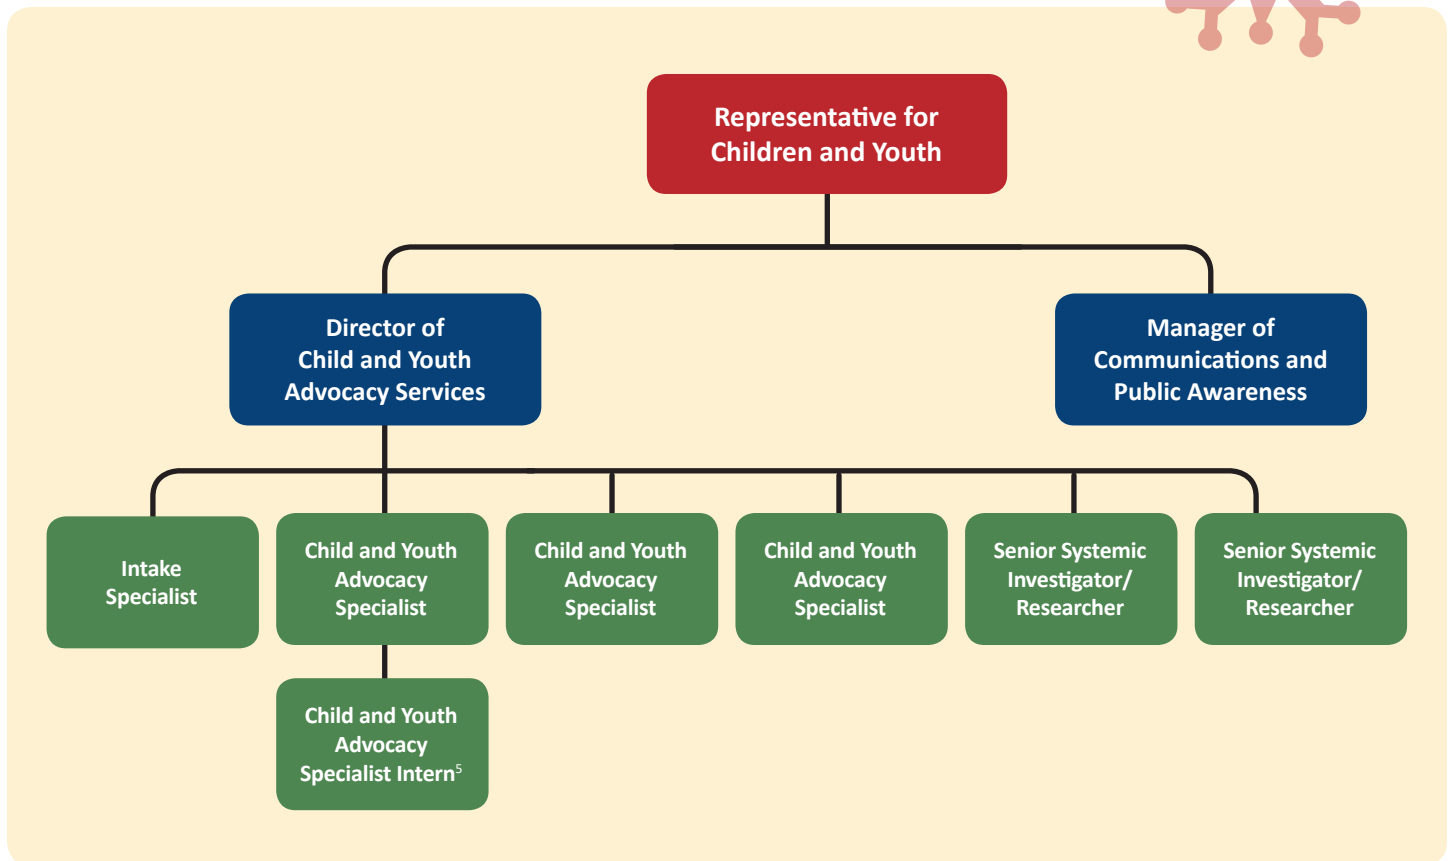 Representative for
Children and Youth
Director of
Child and Youth
Advocacy Services
Manager of
Communications and
Public Awareness
Intake
Specialist
Child and Youth
Advocacy
Specialist
Child and Youth
Advocacy
Specialist
Child and Youth
Advocacy
Specialist
Senior Systemic
Investigator/
Researcher
Senior Systemic
Investigator/
Researcher
Child and Youth
Advocacy
Specialist Intern⁵